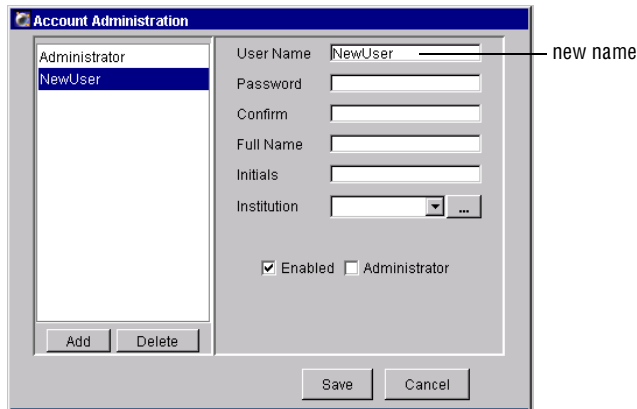 Account Administration
Administrator
NewUser
User Name NewUser
new name
Password
Confirm
Full Name
Initials
Institution ...
Enabled Administrator
Add Delete
Save Cancel